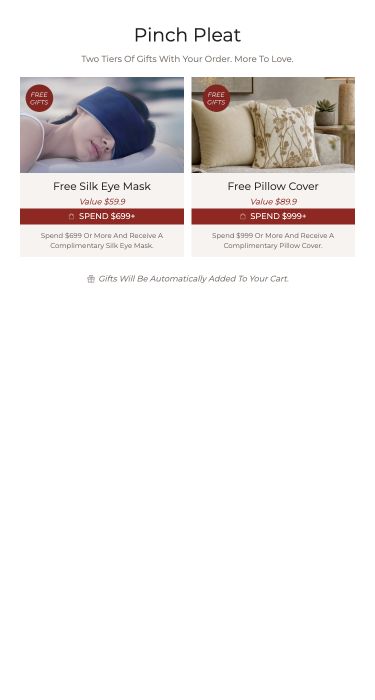 Pinch Pleat
Two Tiers Of Gifts With Your Order. More To Love.
FREE
GIFTS
Free Silk Eye Mask
Value $59.9
SPEND $699+
Spend $699 Or More And Receive A
Complimentary Silk Eye Mask.
FREE
GIFTS
Free Pillow Cover
Value $89.9
SPEND $999+
Spend $999 Or More And Receive A
Complimentary Pillow Cover.
Gifts Will Be Automatically Added To Your Cart.